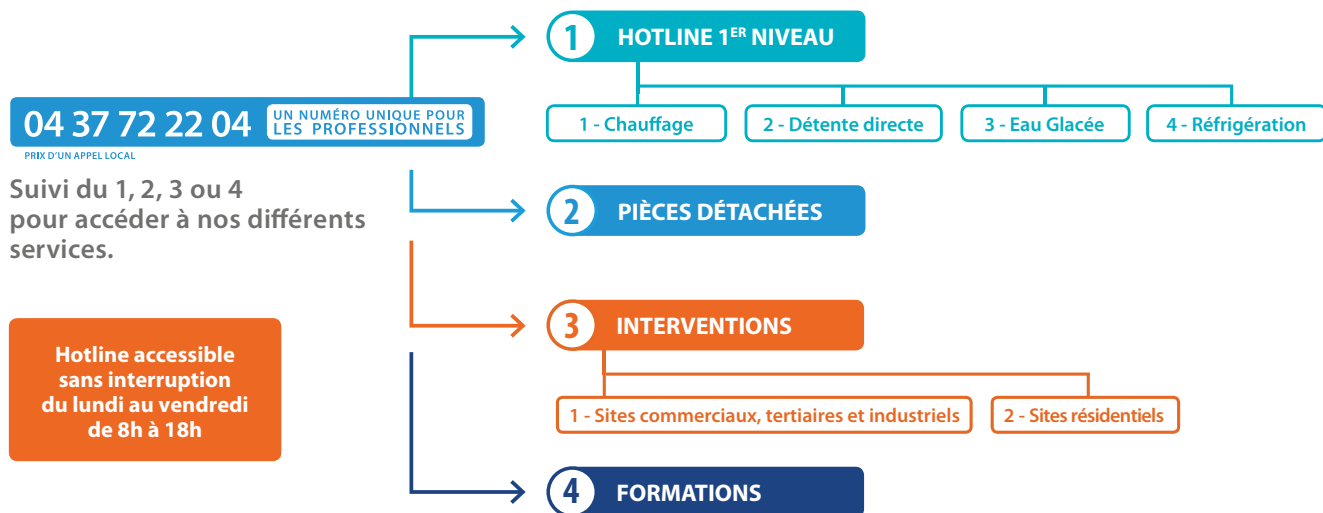 04 37 72 22 04
UN NUMÉRO UNIQUE POUR
LES PROFESSIONNELS
PRIX D'UN APPEL LOCAL
Suivi du 1, 2, 3 ou 4
pour accéder à nos différents
services.
Hotline accessible
sans interruption
du lundi au vendredi
de 8h à 18h
1 HOTLINE 1ER NIVEAU
1 - Chauffage
2 - Détente directe
3 - Eau Glacée
4 - Réfrigération
2 PIÈCES DÉTACHÉES
3 INTERVENTIONS
1 - Sites commerciaux, tertiaires et industriels
2 - Sites résidentiels
4 FORMATIONS